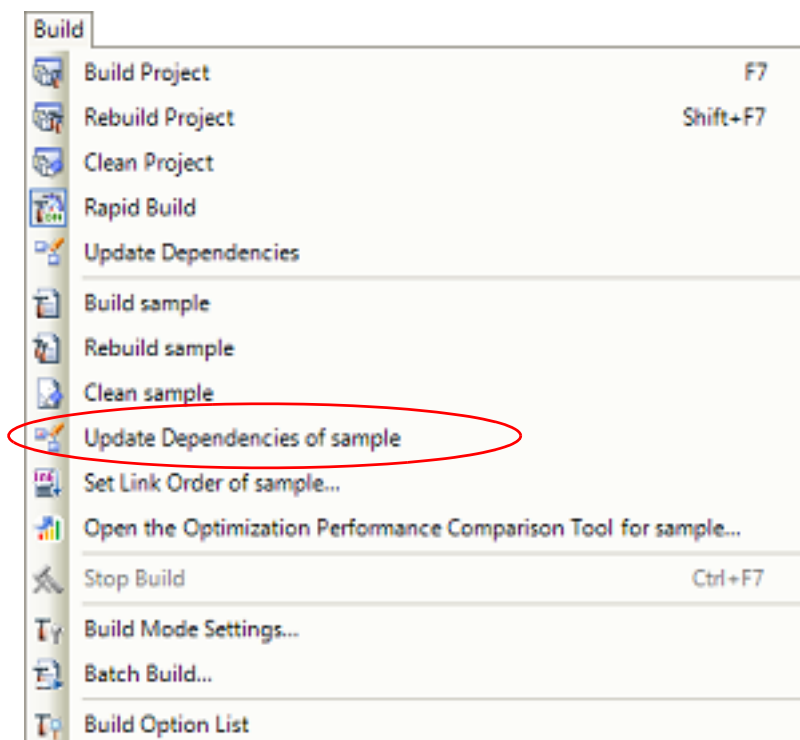 Build
Build Project F7
Rebuild Project Shift+F7
Clean Project
Rapid Build
Update Dependencies
Build sample
Rebuild sample
Clean sample
Update Dependencies of sample
Set Link Order of sample...
Open the Optimization Performance Comparison Tool for sample...
Stop Build Ctrl+F7
Build Mode Settings...
Batch Build...
Build Option List